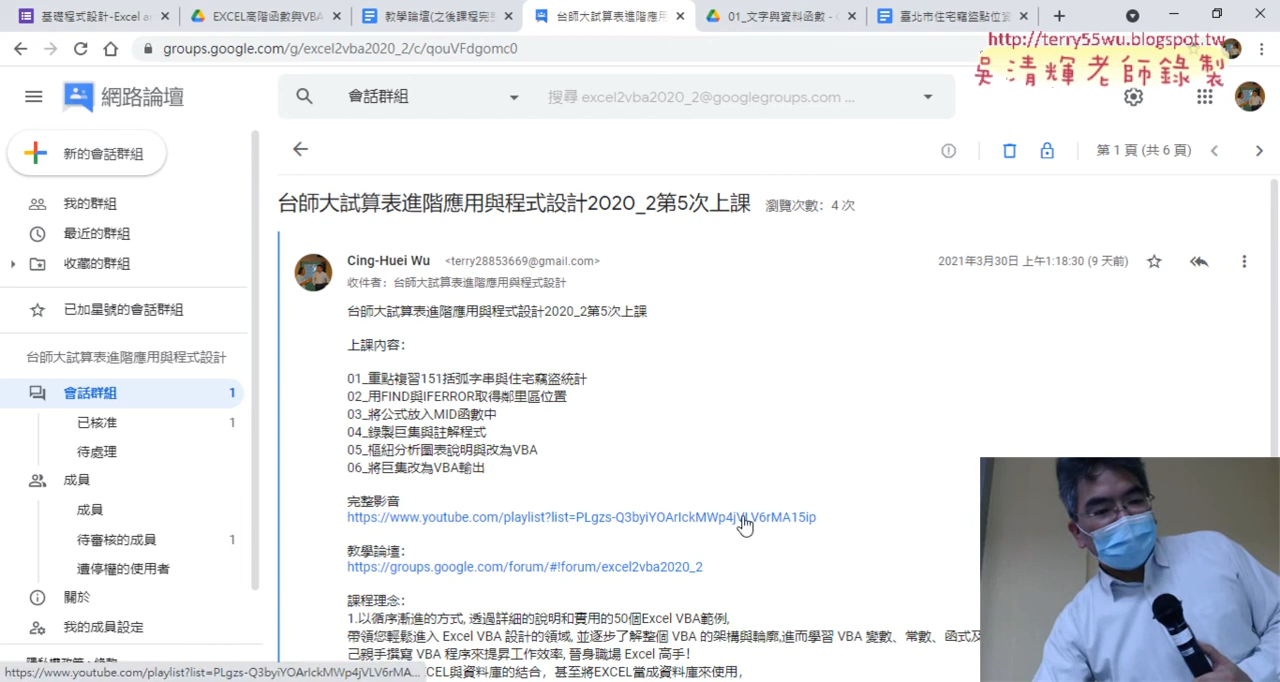 基礎程式設計-Excel a
EXCEL高階函數與VBA
教學論壇(之後課程完
台師大試算表進階應用
01_文字與資料函數 -
臺北市住宅竊盜點位資
groups.google.com/g/excel2vba2020_2/c/qouVFdgomc0
http://terry55wu.blogspot.tw
吳清輝老師錄製
網路論壇
會話群組
搜尋 excel2vba2020_2@googlegroups.com ...
新的會話群組
第 1 頁 (共 6 頁)
我的群組
最近的群組
收藏的群組
已加星號的會話群組
台師大試算表進階應用與程式設計
會話群組 1
已核准 1
待處理
成員
成員
待審核的成員 1
遭停權的使用者
關於
我的成員設定
台師大試算表進階應用與程式設計2020_2第5次上課 瀏覽次數: 4 次
Cing-Huei Wu <terry28853669@gmail.com>
2021年3月30日 上午1:18:30 (9 天前)
收件者: 台師大試算表進階應用與程式設計
台師大試算表進階應用與程式設計2020_2第5次上課
上課內容:
01_重點複習151括弧字串與住宅竊盜統計
02_用FIND與IFERROR取得鄰里區位置
03_將公式放入MID函數中
04_錄製巨集與註解程式
05_樞紐分析圖表說明與改為VBA
06_將巨集改為VBA輸出
完整影音
https://www.youtube.com/playlist?list=PLgzs-Q3byiYOArIckMWp4jVLV6rMA15ip
教學論壇:
https://groups.google.com/forum/#!forum/excel2vba2020_2
課程理念:
1.以循序漸進的方式, 透過詳細的說明和實用的50個Excel VBA範例,
帶領您輕鬆進入 Excel VBA 設計的領域, 並逐步了解整個 VBA 的架構與輪廓,進而學習 VBA 變數、常數、函式及
己親手撰寫 VBA 程序來提昇工作效率, 晉身職場 Excel 高手!
CEL與資料庫的結合，甚至將EXCEL當成資料庫來使用,
https://www.youtube.com/playlist?list=PLgzs-Q3byiYOArIckMWp4jVLV6rMA...